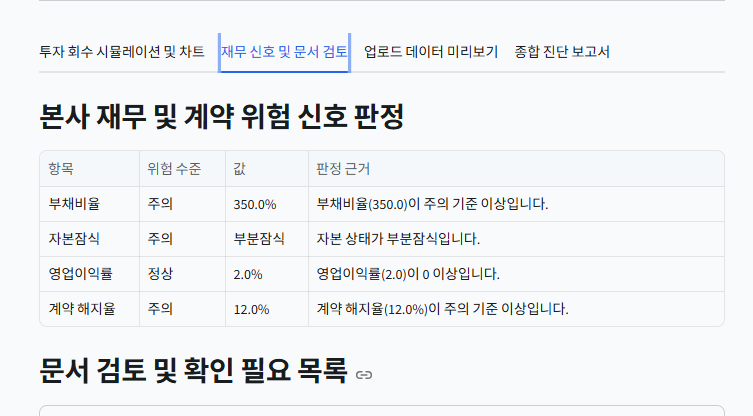 투자 회수 시뮬레이션 및 차트 재무 신호 및 문서 검토 업로드 데이터 미리보기 종합 진단 보고서
본사 재무 및 계약 위험 신호 판정
항목 위험 수준 값 판정 근거
부채비율 주의 350.0% 부채비율(350.0)이 주의 기준 이상입니다.
자본잠식 주의 부분잠식 자본 상태가 부분잠식입니다.
영업이익률 정상 2.0% 영업이익률(2.0)이 0 이상입니다.
계약 해지율 주의 12.0% 계약 해지율(12.0%)이 주의 기준 이상입니다.
문서 검토 및 확인 필요 목록